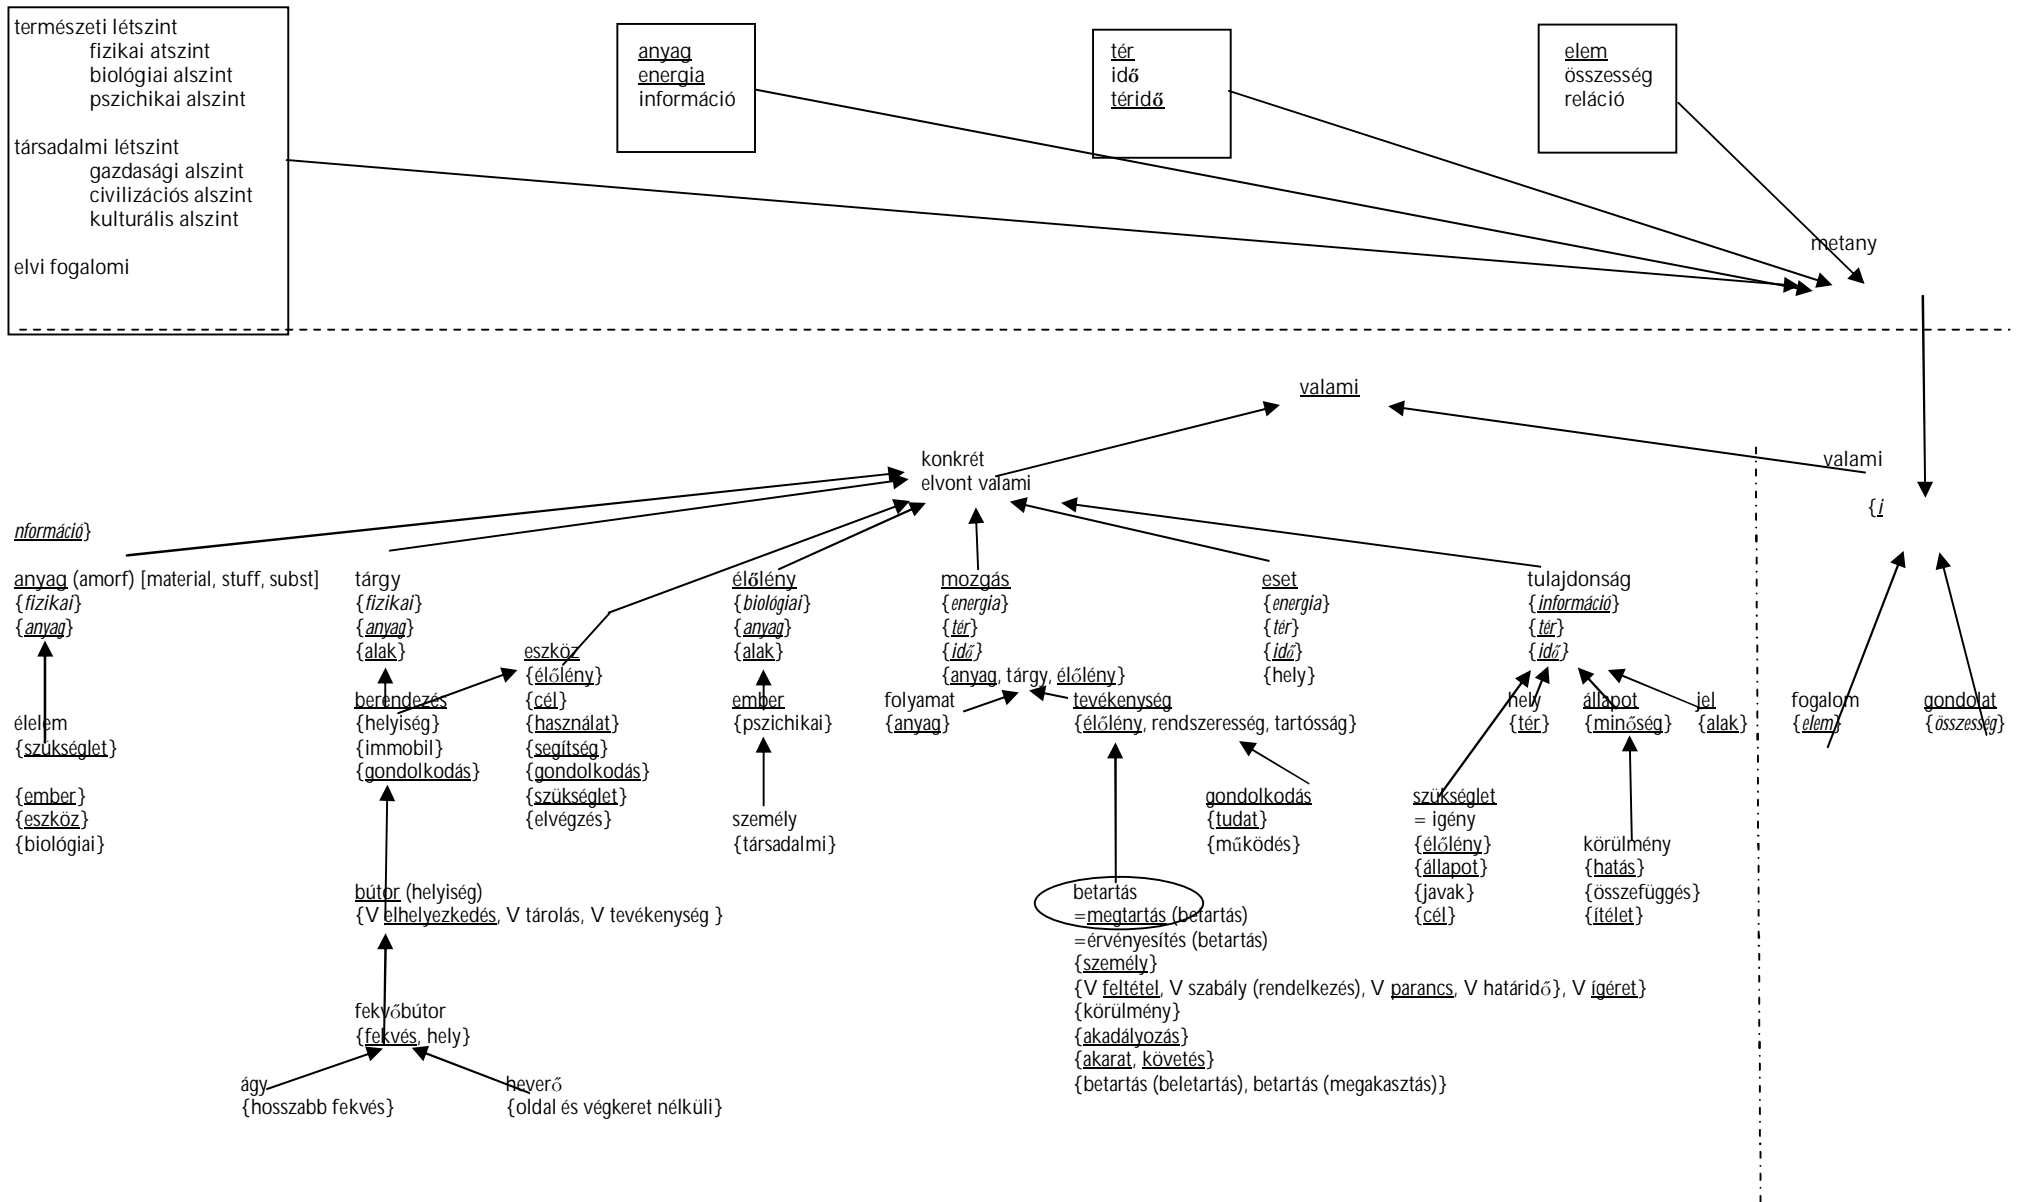 természeti létszint
fizikai atszint
biológiai alszint
pszichikai alszint
társadalmi létszint
gazdasági alszint
civilizációs alszint
kulturális alszint
elvi fogalomi
anyag
energia
információ
tér
idő
téridő
elem
összesség
reláció
metany
valami
konkrét
elvont valami
valami
{i
nformáció}
anyag (amorf) [material, stuff, subst]
{fizikai}
{anyag}
élelem
{szükséglet}
{ember}
{eszköz}
{biológiai}
tárgy
{fizikai}
{anyag}
{alak}
berendezés
{helyiség}
{immobil}
{gondolkodás}
bútor (helyiség)
{V elhelyezkedés, V tárolás, V tevékenység }
fekvőbútor
{fekvés, hely}
ágy
{hosszabb fekvés}
heverő
{oldal és végkeret nélküli}
eszköz
{élőlény}
{cél}
{használat}
{segítség}
{gondolkodás}
{szükséglet}
{elvégzés}
élőlény
{biológiai}
{anyag}
{alak}
ember
{pszichikai}
személy
{társadalmi}
mozgás
{energia}
{tér}
{idő}
{anyag, tárgy, élőlény}
folyamat
{anyag}
tevékenység
{élőlény, rendszeresség, tartósság}
gondolkodás
{tudat}
{működés}
betartás
=megtartás (betartás)
=érvényesítés (betartás)
{személy}
{V feltétel, V szabály (rendelkezés), V parancs, V határidő}, V ígéret}
{körülmény}
{akadályozás}
{akarat, követés}
{betartás (beletartás), betartás (megakasztás)}
eset
{energia}
{tér}
{idő}
{hely}
tulajdonság
{információ}
{tér}
{idő}
hely
{tér}
állapot
{minőség}
jel
{alak}
szükséglet
= igény
{élőlény}
{állapot}
{javak}
{cél}
körülmény
{hatás}
{összefüggés}
{ítélet}
fogalom
{elem}
gondolat
{összesség}